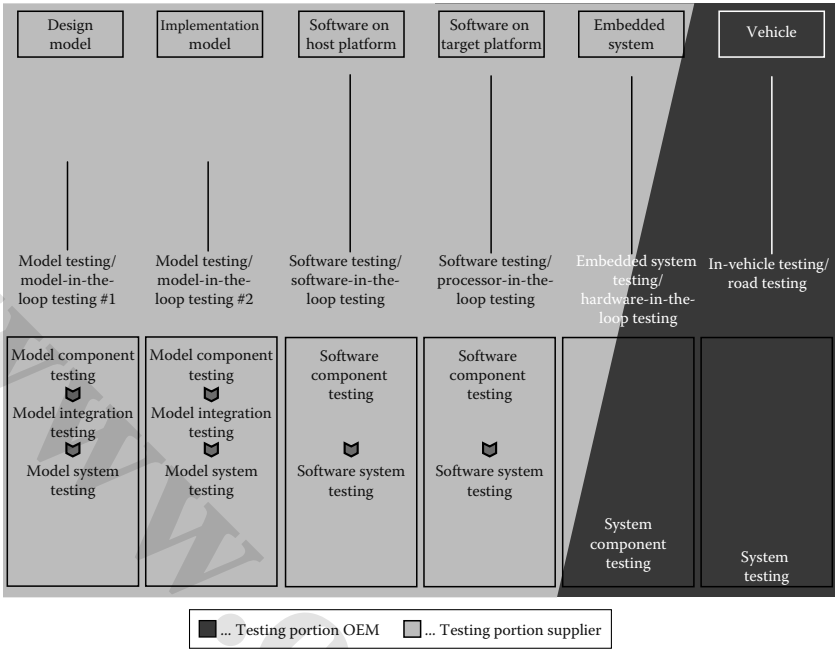 Design
model
Implementation
model
Software on
host platform
Software on
target platform
Embedded
system
Vehicle
Model testing/
model-in-the-
loop testing #1
Model testing/
model-in-the-
loop testing #2
Software testing/
software-in-the-
loop testing
Software testing/
processor-in-the-
loop testing
Embedded system
testing/
hardware-in-the-
loop testing
In-vehicle testing/
road testing
Model component
testing
Model integration
testing
Model system
testing
Model component
testing
Model integration
testing
Model system
testing
Software
component
testing
Software system
testing
Software
component
testing
Software system
testing
System
component
testing
System
testing
... Testing portion OEM
... Testing portion supplier